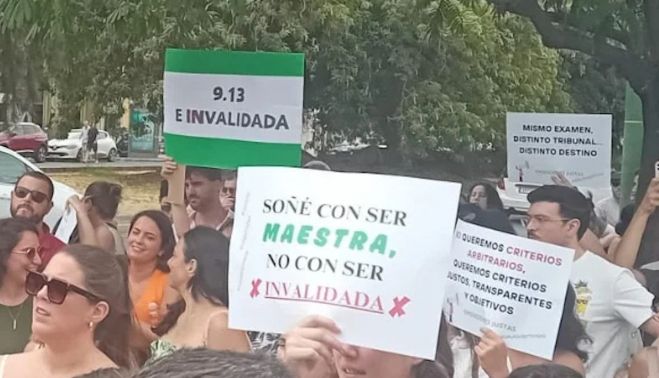 9.13
E INVALIDADA
MISMO EXAMEN,
DISTINTO TRIBUNAL...
DISTINTO DESTINO
SOÑÉ CON SER
MAESTRA,
NO CON SER
INVALIDADA
QUEREMOS CRITERIOS
ARBITRARIOS,
QUEREMOS CRITERIOS
JUSTOS, TRANSPARENTES
Y OBJETIVOS
JUSTAS